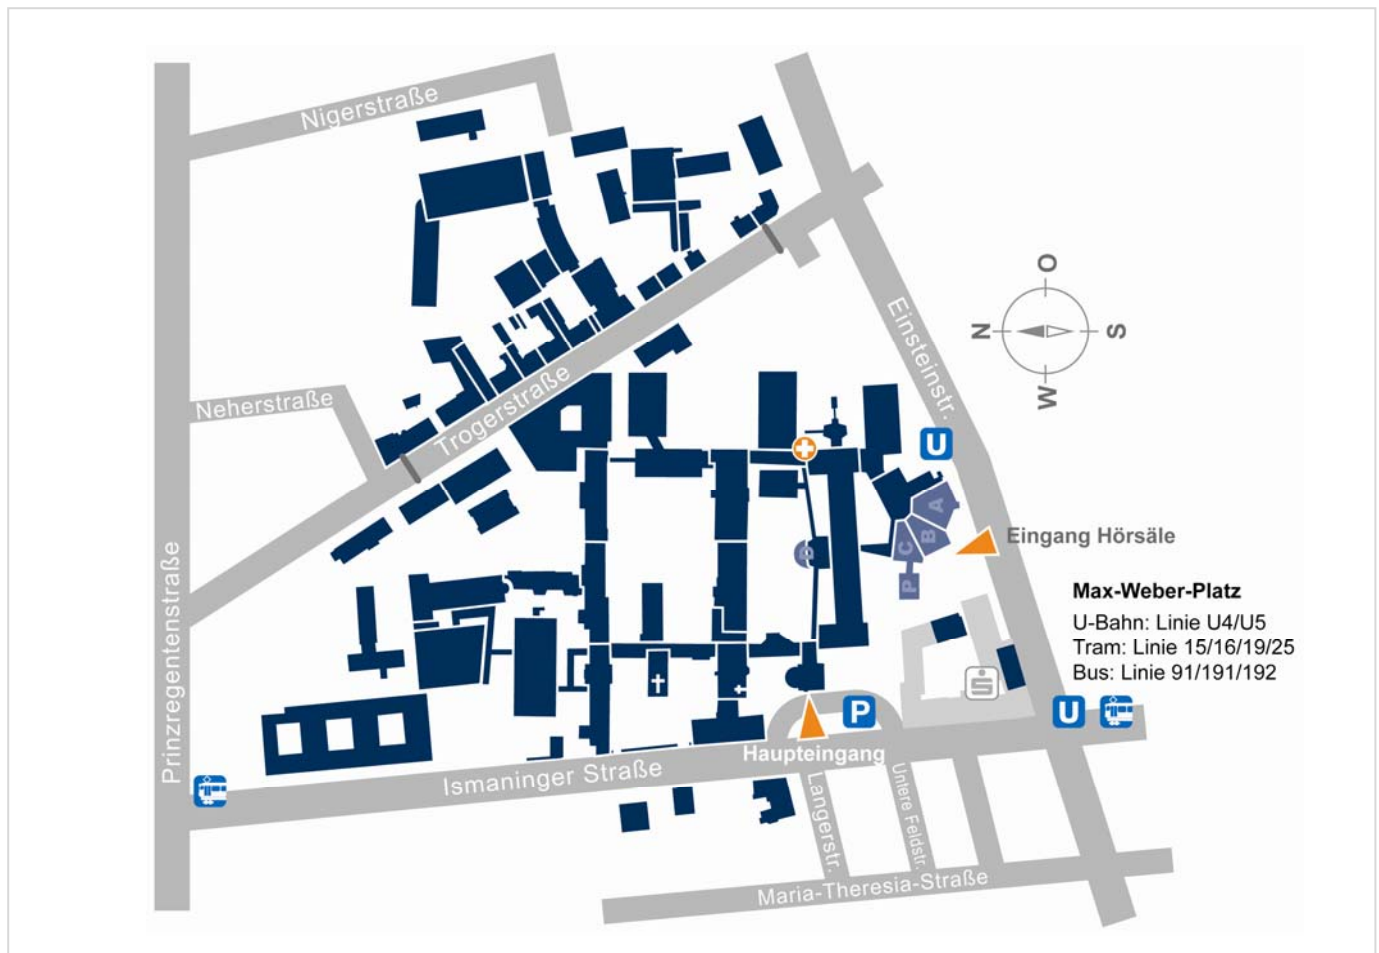 Nigerstraße
O
N
S
W
Einsteinstr.
Neherstraße
Trogerstraße
U
A
B
C
D
P
Eingang Hörsäle
Prinzregentenstraße
Max-Weber-Platz
U-Bahn: Linie U4/U5
Tram: Linie 15/16/19/25
Bus: Linie 91/191/192
S
P
U
Haupteingang
Ismaninger Straße
Langerstr.
Unnere Feldstr.
Maria-Theresia-Straße